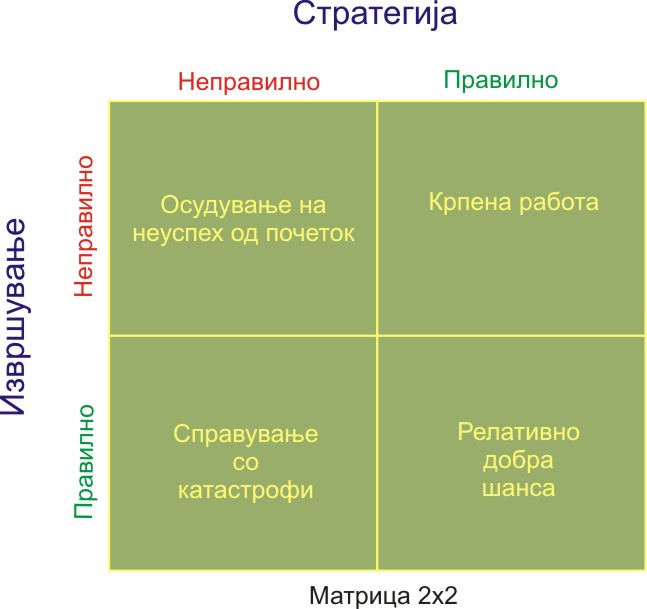 Стратегија
Неправилно
Правилно
Извршување
Неправилно
Осудување на
неуспех од почеток
Крпена работа
Правилно
Справување
со
катастрофи
Релативно
добра
шанса
Матрица 2x2